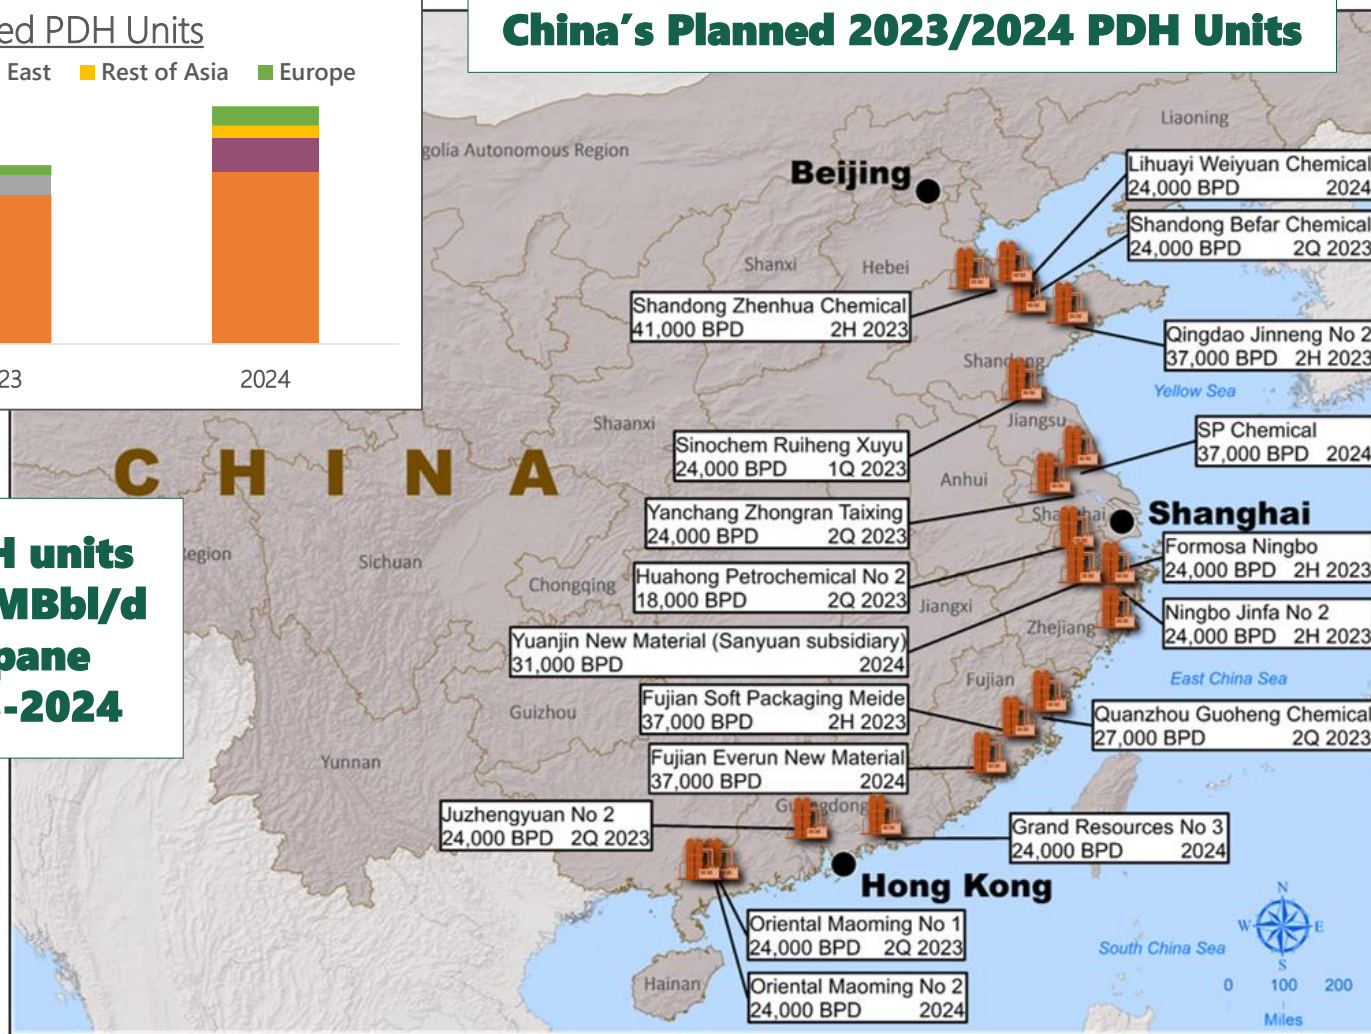 ed PDH Units
East Rest of Asia Europe
23 2024
China's Planned 2023/2024 PDH Units
H units
MBbl/d
pane
-2024
golia Autonomous Region
Liaoning
Beijing
Lihuayi Weiyuan Chemical
24,000 BPD 2024
Shandong Befar Chemical
24,000 BPD 2Q 2023
Shanxi
Hebei
Shandong Zhenhua Chemical
41,000 BPD 2H 2023
Qingdao Jinneng No 2
37,000 BPD 2H 2023
Shandong
Yellow Sea
Shaanxi
Jiangsu
SP Chemical
37,000 BPD 2024
Sinochem Ruiheng Xuyu
24,000 BPD 1Q 2023
CHINA
Anhui
Yanchang Zhongran Taixing
24,000 BPD 2Q 2023
Shanghai
Shanghai
egion
Sichuan
Formosa Ningbo
24,000 BPD 2H 2023
Chongqing
Huahong Petrochemical No 2
18,000 BPD 2Q 2023
Jiangxi
Ningbo Jinfa No 2
24,000 BPD 2H 2023
Zhejiang
Yuanjin New Material (Sanyuan subsidiary)
31,000 BPD 2024
Fujian
East China Sea
Fujian Soft Packaging Meide
37,000 BPD 2H 2023
Guizhou
Quanzhou Guoheng Chemical
27,000 BPD 2Q 2023
Yunnan
Fujian Everun New Material
37,000 BPD 2024
Guangdong
Juzhengyuan No 2
24,000 BPD 2Q 2023
Grand Resources No 3
24,000 BPD 2024
Hong Kong
Oriental Maoming No 1
24,000 BPD 2Q 2023
South China Sea
Hainan
Oriental Maoming No 2
24,000 BPD 2024
N
W E
S
0 100 200
Miles